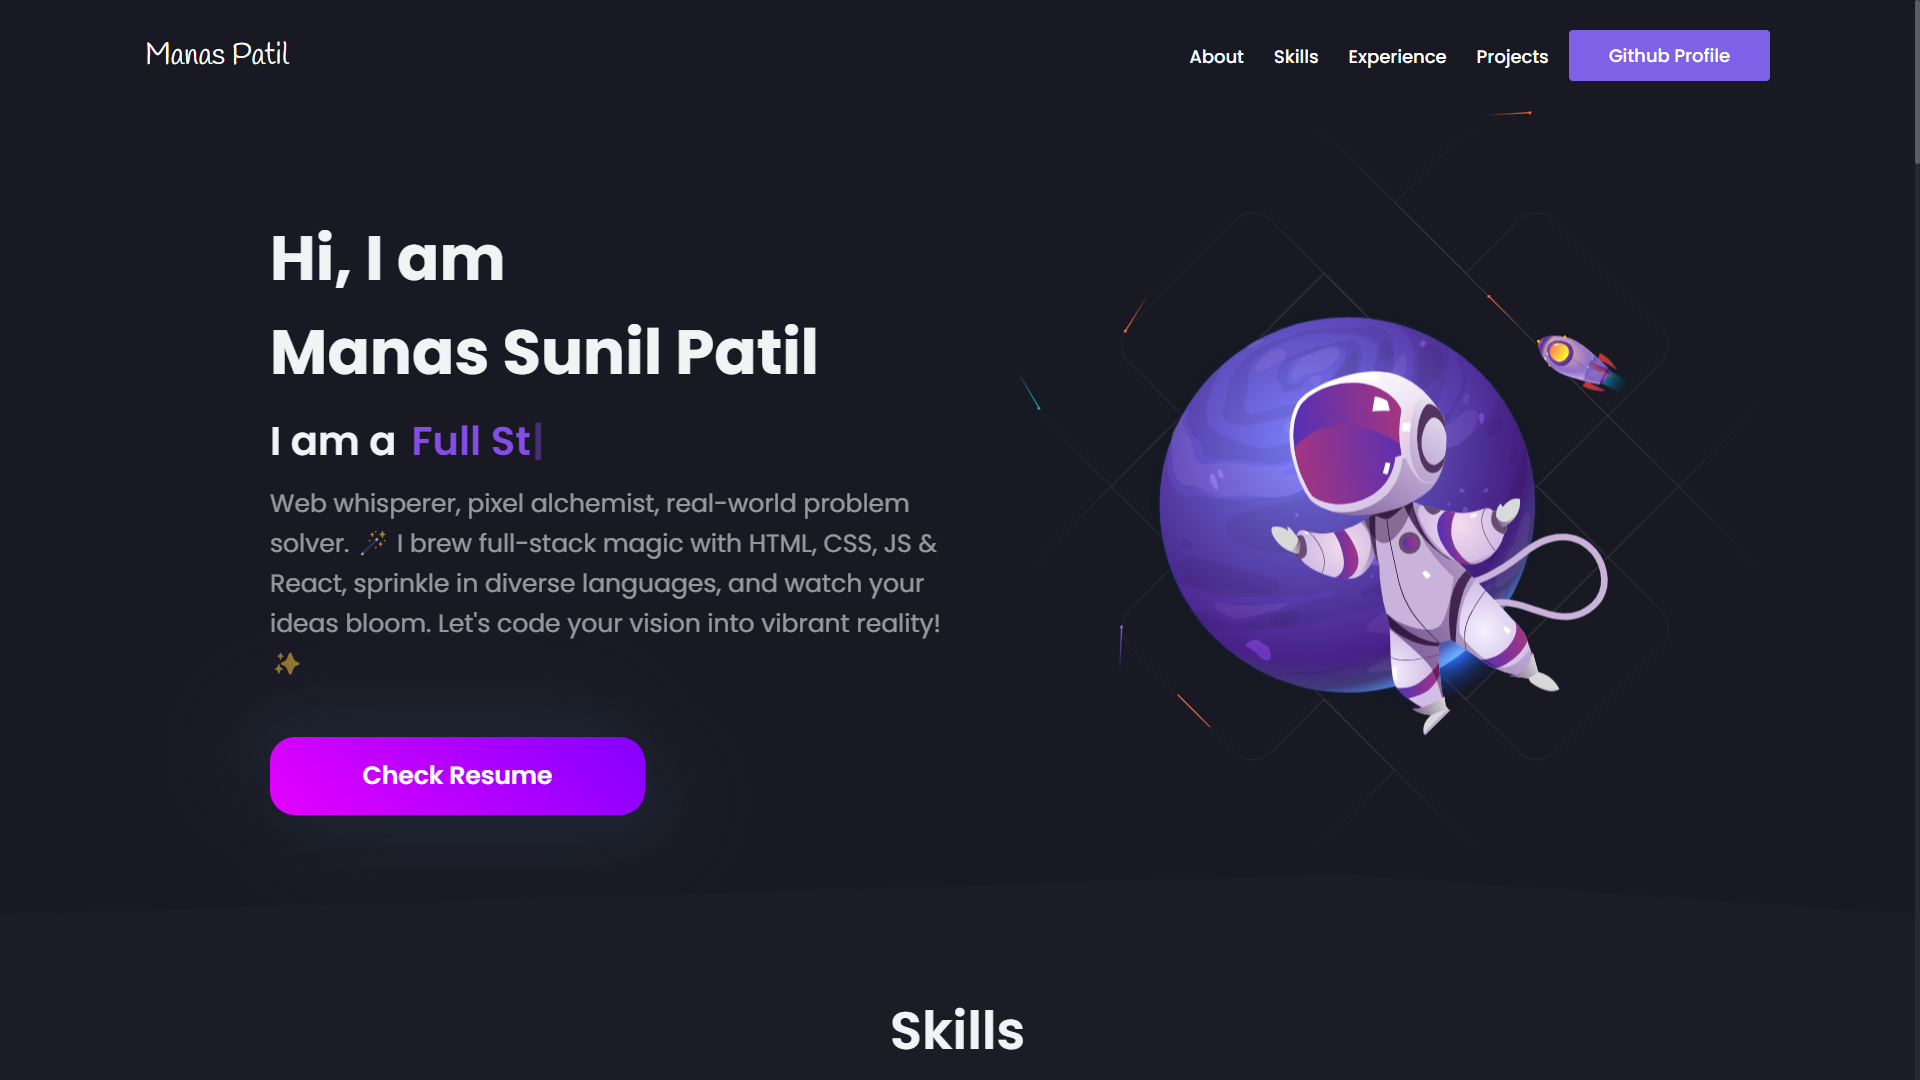 Manas Patil
About Skills Experience Projects Github Profile
Hi, I am
Manas Sunil Patil
I am a Full St|
Web whisperer, pixel alchemist, real-world problem
solver. 🪄 I brew full-stack magic with HTML, CSS, JS &
React, sprinkle in diverse languages, and watch your
ideas bloom. Let's code your vision into vibrant reality!
✨
Check Resume
Skills